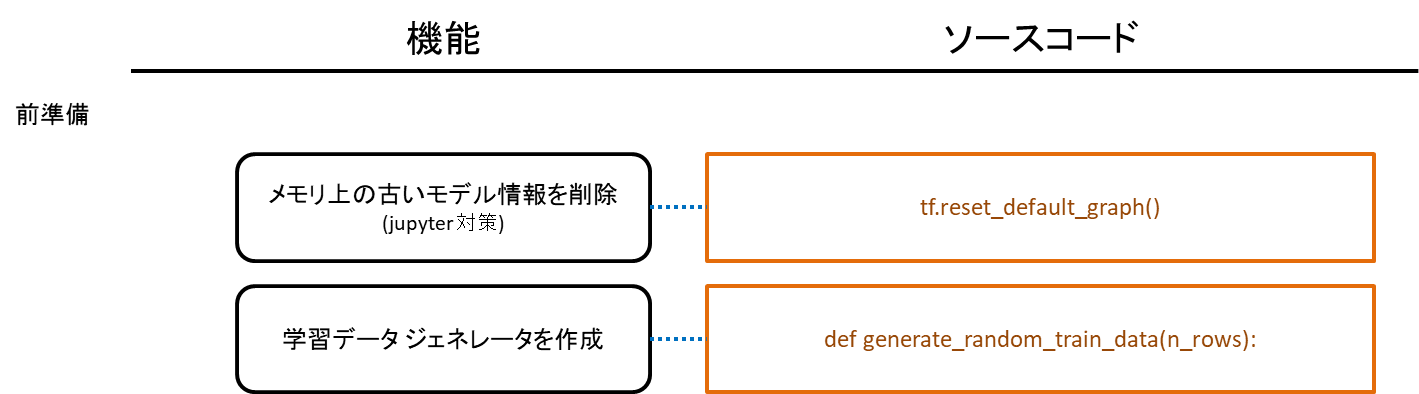 機能
ソースコード
前準備
メモリ上の古いモデル情報を削除
(jupyter対策)
tf.reset_default_graph()
学習データジェネレータを作成
def generate_random_train_data(n_rows):